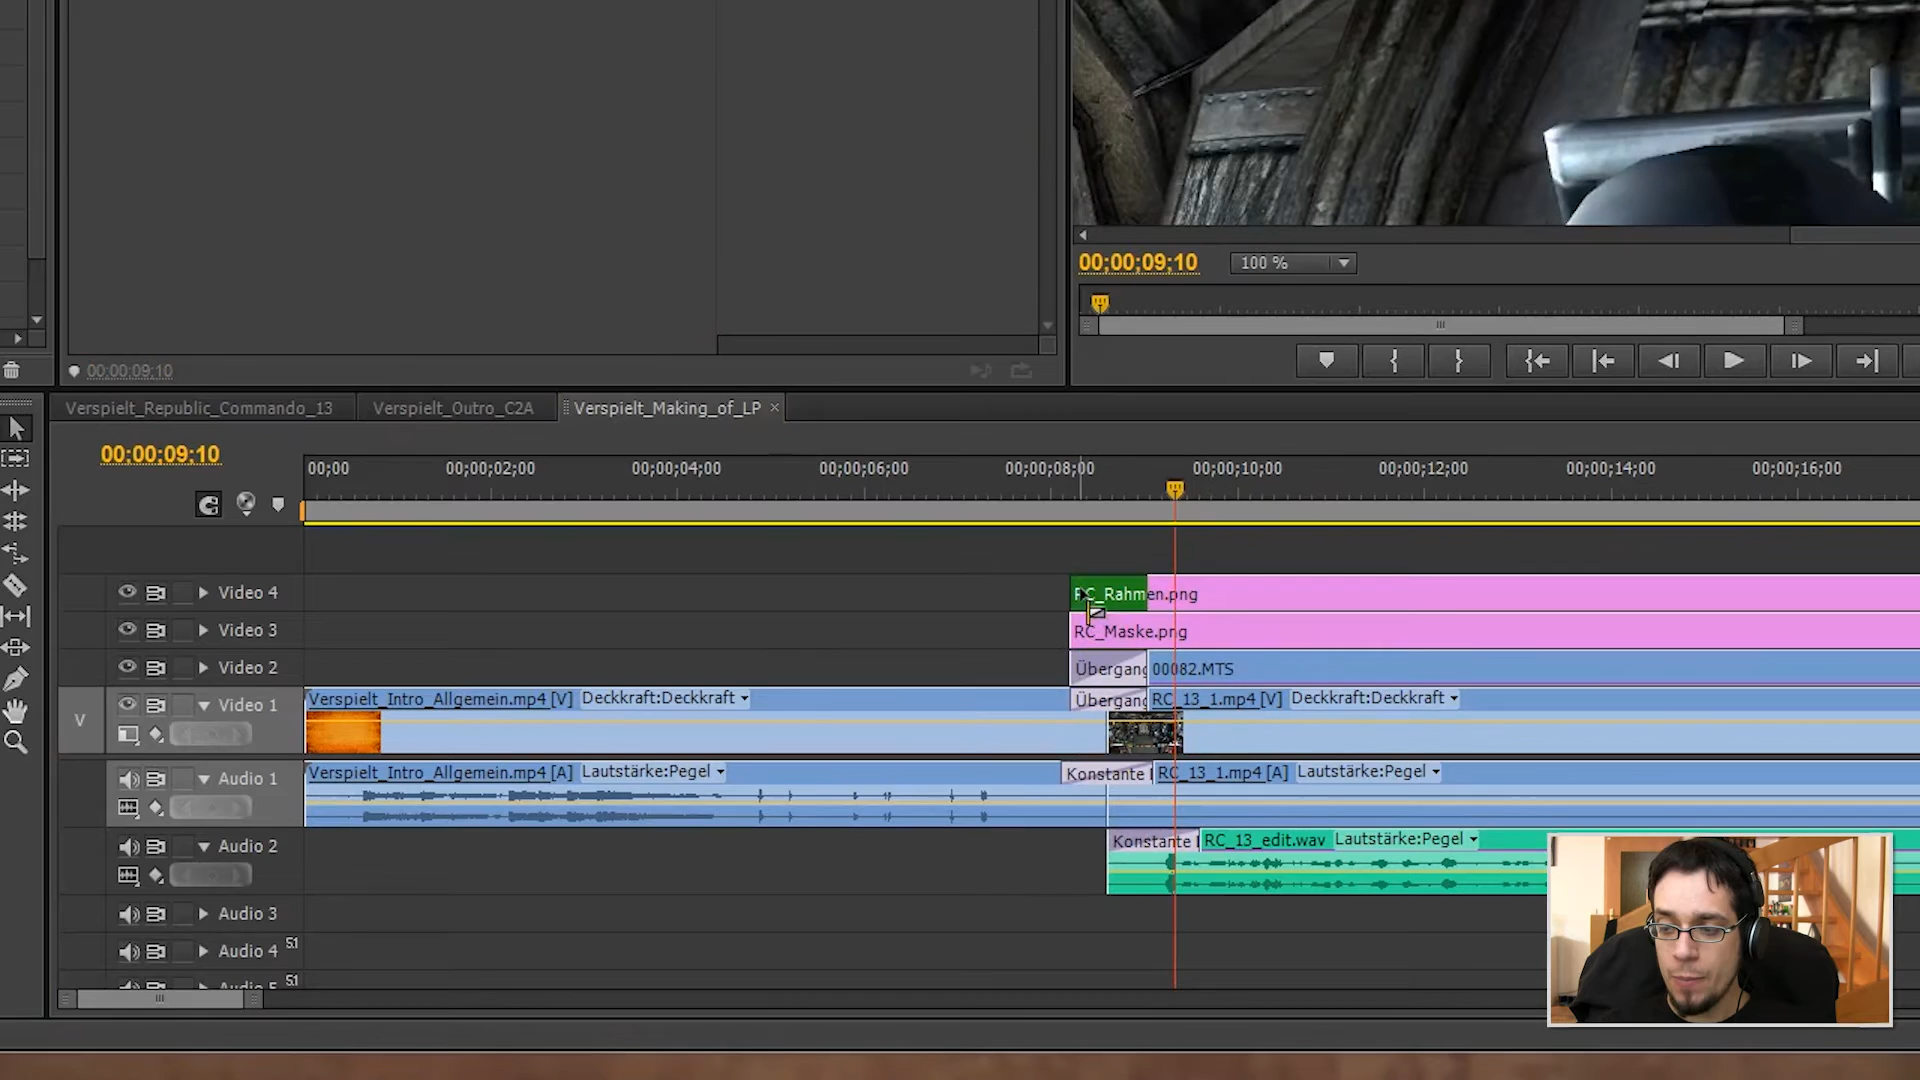 00;00;09;10
100 %
00;00;09;10
Verspielt_Republic_Commando_13
Verspielt_Outro_C2A
Verspielt_Making_of_LP
00;00;09;10
00;00
00;00;02;00
00;00;04;00
00;00;06;00
00;00;08;00
00;00;10;00
00;00;12;00
00;00;14;00
00;00;16;00
Video 4
RC_Rahmen.png
Video 3
RC_Maske.png
Video 2
Übergang
00082.MTS
V
Video 1
Verspielt_Intro_Allgemein.mp4 [V] Deckkraft:Deckkraft
Übergang
RC_13_1.mp4 [V] Deckkraft:Deckkraft
Audio 1
Verspielt_Intro_Allgemein.mp4 [A] Lautstärke:Pegel
Konstante
RC_13_1.mp4 [A] Lautstärke:Pegel
Audio 2
Konstante
RC_13_edit.wav Lautstärke:Pegel
Audio 3
Audio 4 51
Audio 5 51